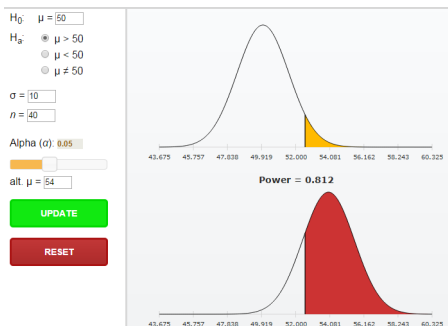 H0: μ = 50
Ha: μ > 50
μ < 50
μ ≠ 50
σ = 10
n = 40
Alpha (α): 0.05
alt. μ = 54
UPDATE
RESET
43.675 45.757 47.838 49.919 52.000 54.081 56.162 58.243 60.325
Power = 0.812
43.675 45.757 47.838 49.919 52.000 54.081 56.162 58.243 60.325